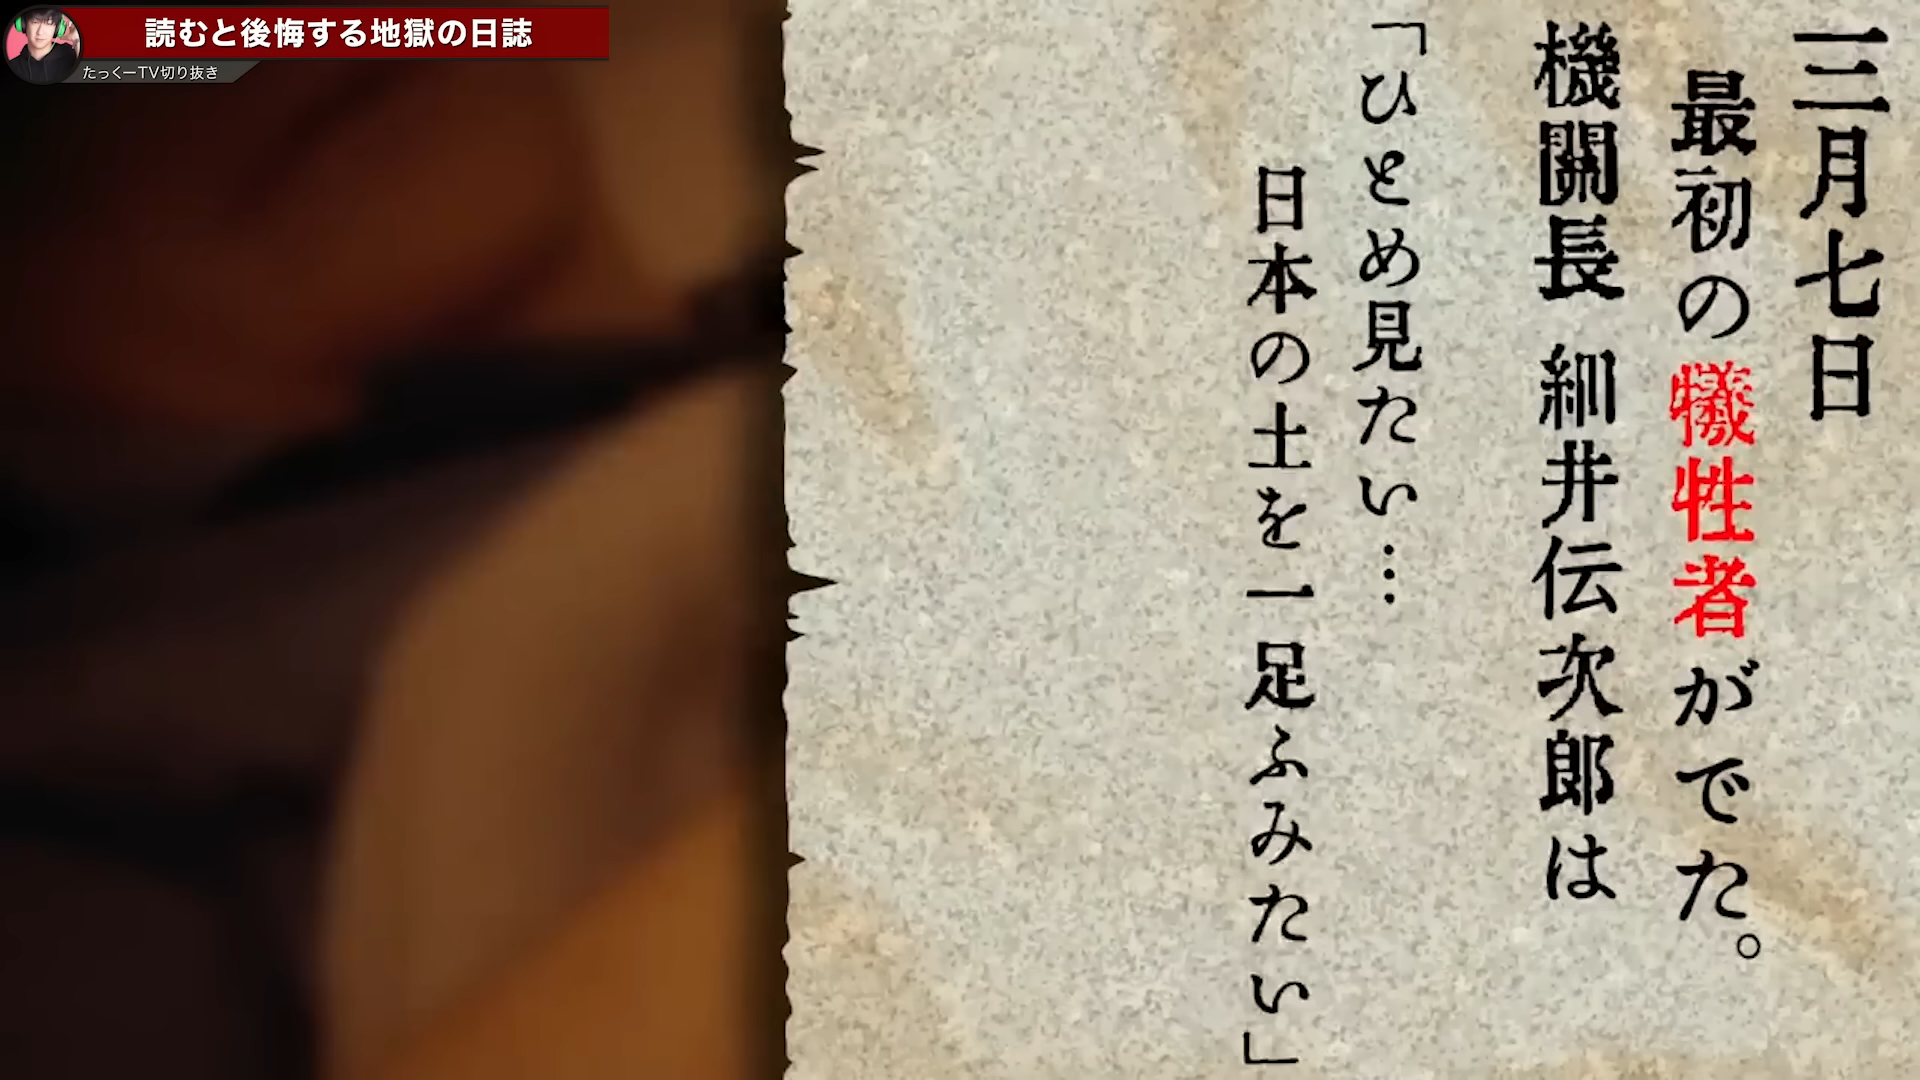 読むと後悔する地獄の日誌
たっくーTV切り抜き
三月七日
最初の犠牲者がでた。
機関長 細井伝次郎は
「ひとめ見たい…
日本の土を一足ふみたい」